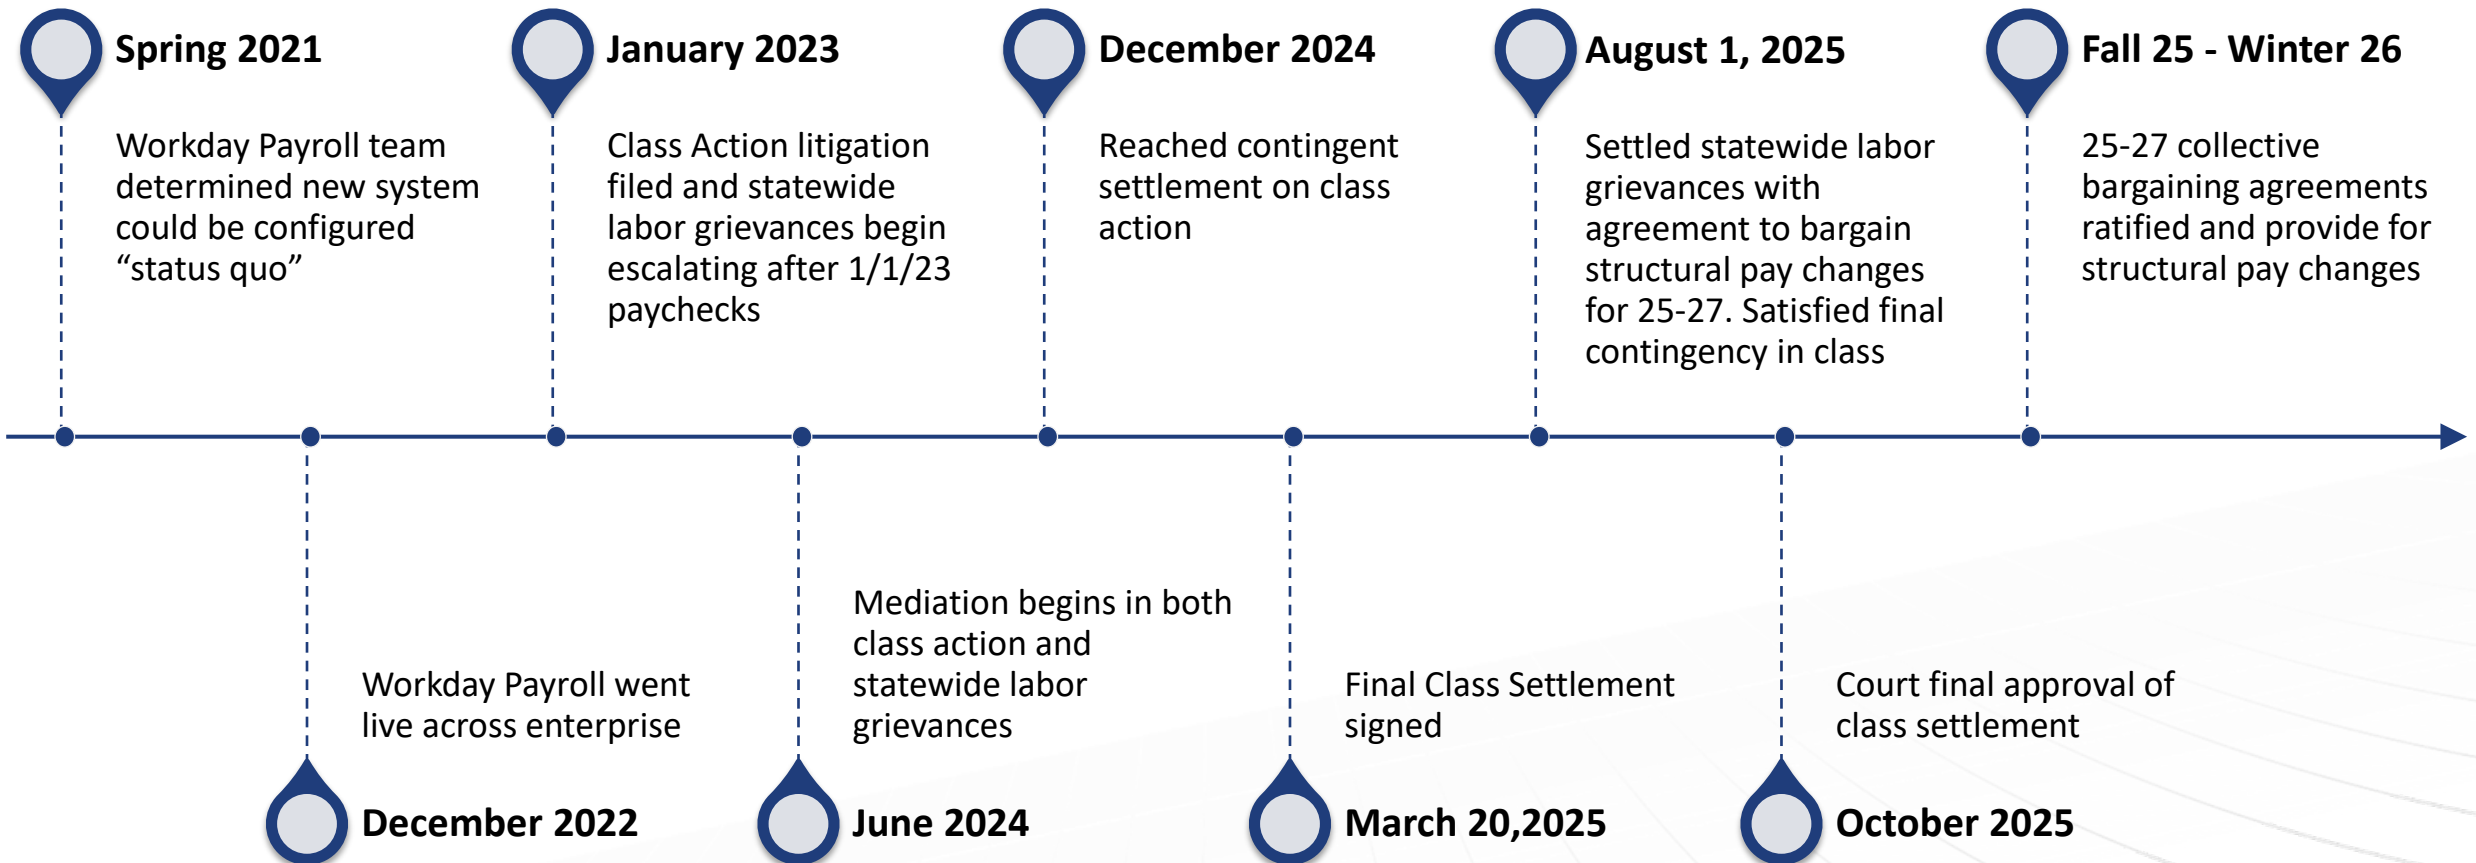 Spring 2021
Workday Payroll team
determined new system
could be configured
“status quo”
December 2022
Workday Payroll went
live across enterprise
January 2023
Class Action litigation
filed and statewide
labor grievances begin
escalating after 1/1/23
paychecks
June 2024
Mediation begins in both
class action and
statewide labor
grievances
December 2024
Reached contingent
settlement on class
action
March 20,2025
Final Class Settlement
signed
August 1, 2025
Settled statewide labor
grievances with
agreement to bargain
structural pay changes
for 25-27. Satisfied final
contingency in class
October 2025
Court final approval of
class settlement
Fall 25 - Winter 26
25-27 collective
bargaining agreements
ratified and provide for
structural pay changes